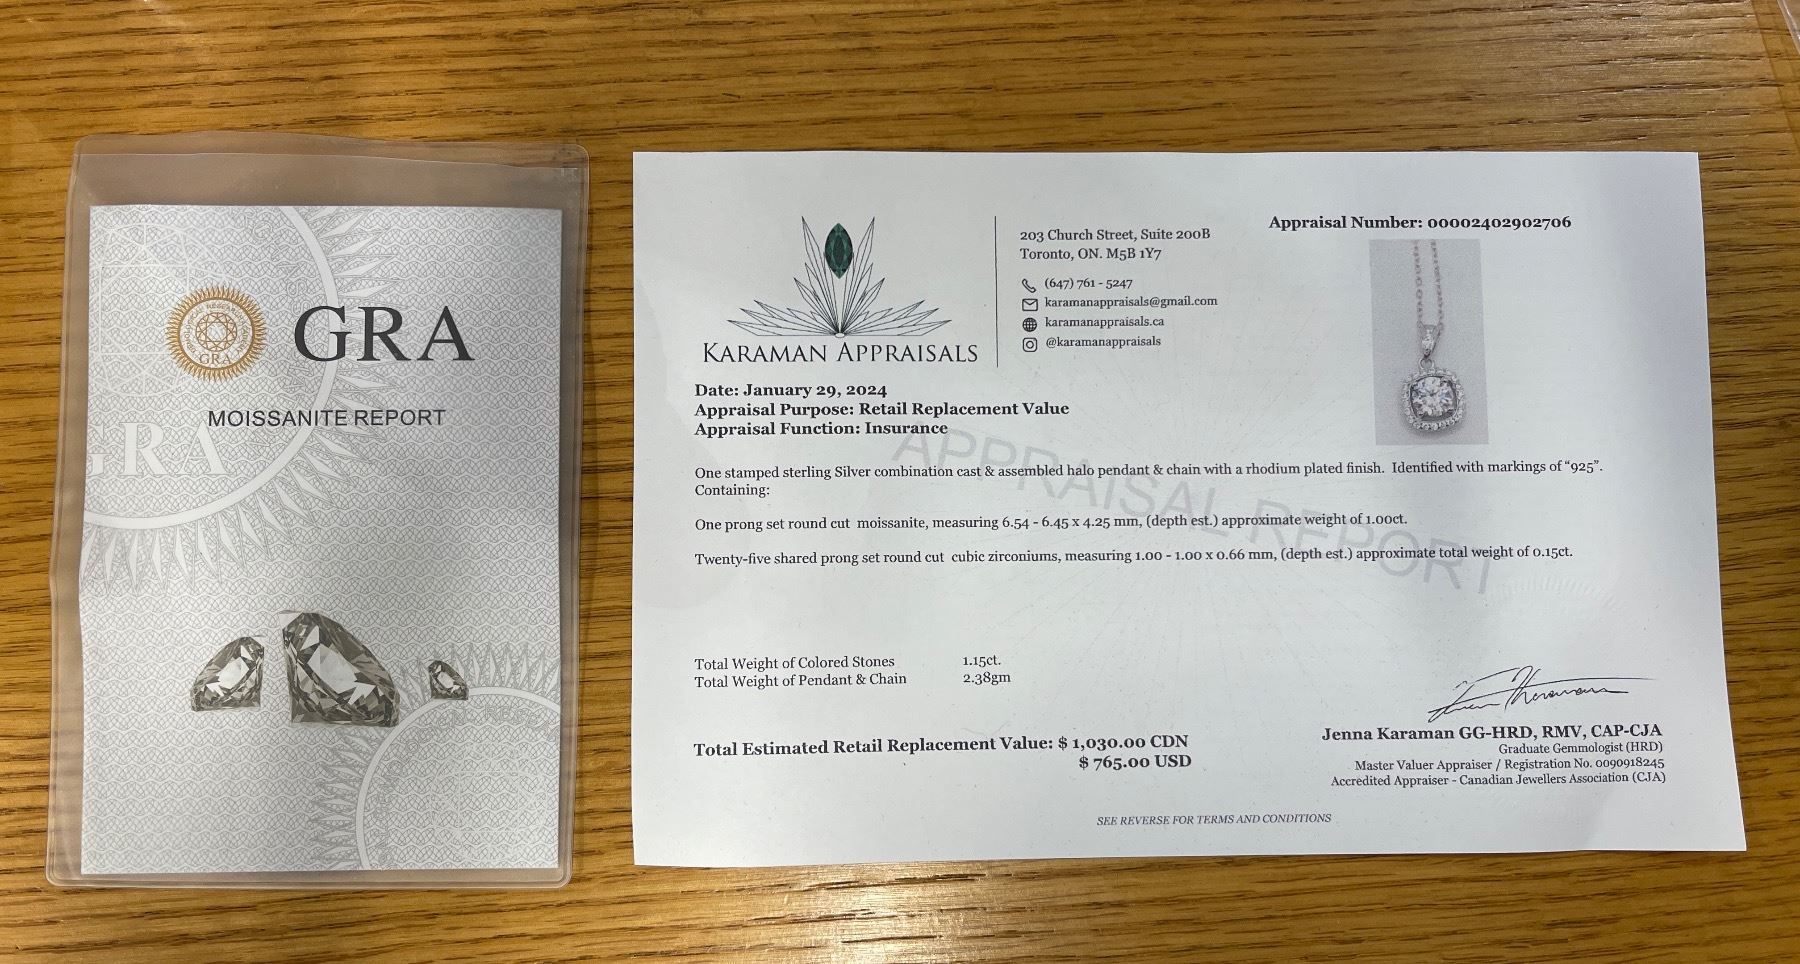 GRA
GRA
MOISSANITE REPORT
GRA
KARAMAN APPRAISALS
203 Church Street, Suite 200B
Toronto, ON. M5B 1Y7
(647) 761 - 5247
karamanappraisals@gmail.com
karamanappraisals.ca
@karamanappraisals
Appraisal Number: 00002402902706
Date: January 29, 2024
Appraisal Purpose: Retail Replacement Value
Appraisal Function: Insurance
APPRAISAL REPORT
One stamped sterling Silver combination cast & assembled halo pendant & chain with a rhodium plated finish. Identified with markings of "925".
Containing:
One prong set round cut moissanite, measuring 6.54 - 6.45 x 4.25 mm, (depth est.) approximate weight of 1.00ct.
Twenty-five shared prong set round cut cubic zirconiums, measuring 1.00 - 1.00 x 0.66 mm, (depth est.) approximate total weight of 0.15ct.
Total Weight of Colored Stones 1.15ct.
Total Weight of Pendant & Chain 2.38gm
Total Estimated Retail Replacement Value: $ 1,030.00 CDN
$ 765.00 USD
Jenna Karaman GG-HRD, RMV, CAP-CJA
Graduate Gemmologist (HRD)
Master Valuer Appraiser / Registration No. 0090918245
Accredited Appraiser - Canadian Jewellers Association (CJA)
SEE REVERSE FOR TERMS AND CONDITIONS